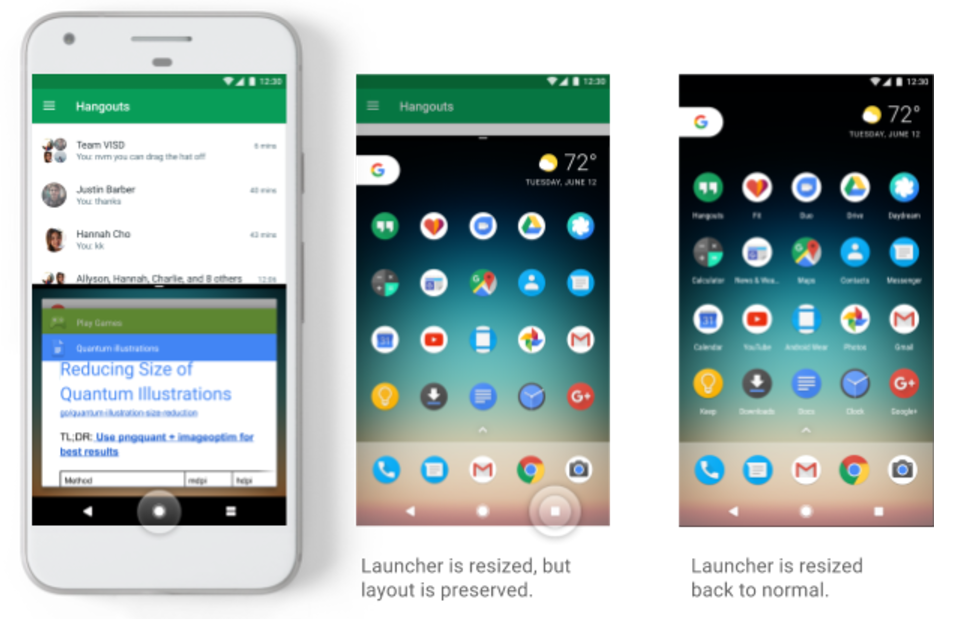 12:30
Hangouts
Team VISD
6 mins
You: nvm you can drag the hat off!
Justin Barber
40 mins
You: thanks
Hannah Cho
43 mins
You: kk
Allyson, Hannah, Charlie, and 8 others
12:06
Play Games
Quantum illustrations
Reducing Size of
Quantum Illustrations
go/quantum-illustration-size-reduction
TL;DR: Use pngquant + imageoptim for
best results
Method mdpi hdpi
12:30
Hangouts
G
72°
TUESDAY, JUNE 12
31
G+
Launcher is resized, but
layout is preserved.
12:30
G
72°
TUESDAY, JUNE 12
Hangouts Fit Duo Drive Daydream
Calculator News & Wea... Maps Contacts Messenger
31
Calendar YouTube Android Wear Photos Gmail
G+
Keep Downloads Docs Clock Google+
Launcher is resized
back to normal.